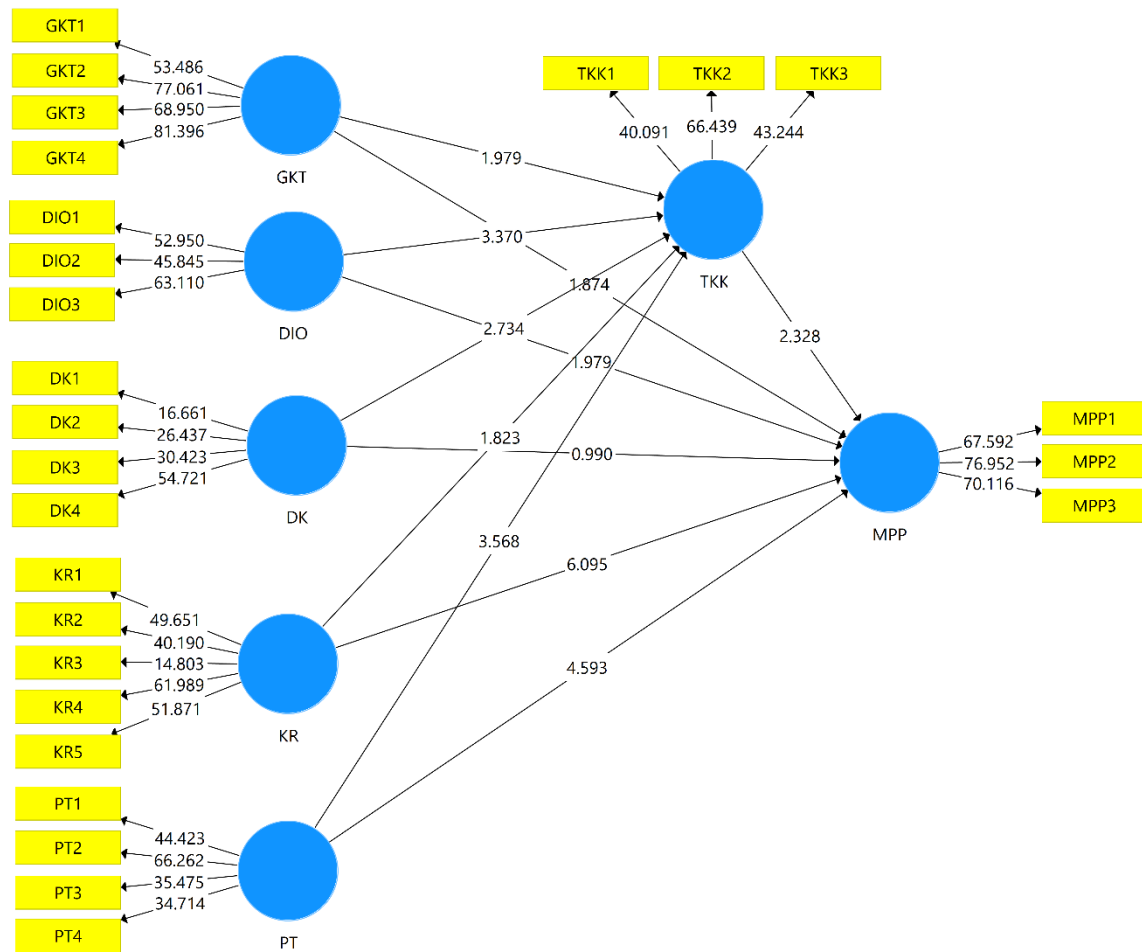 GKT1
GKT2
GKT3
GKT4
53.486
77.061
68.950
81.396
GKT
DIO1
DIO2
DIO3
52.950
45.845
63.110
DIO
DK1
DK2
DK3
DK4
16.661
26.437
30.423
54.721
DK
KR1
KR2
KR3
KR4
KR5
49.651
40.190
14.803
61.989
51.871
KR
PT1
PT2
PT3
PT4
44.423
66.262
35.475
34.714
PT
TKK1
TKK2
TKK3
40.091
66.439
43.244
TKK
1.979
3.370
1.874
2.734
1.979
1.823
0.990
3.568
6.095
4.593
2.328
MPP
67.592
76.952
70.116
MPP1
MPP2
MPP3